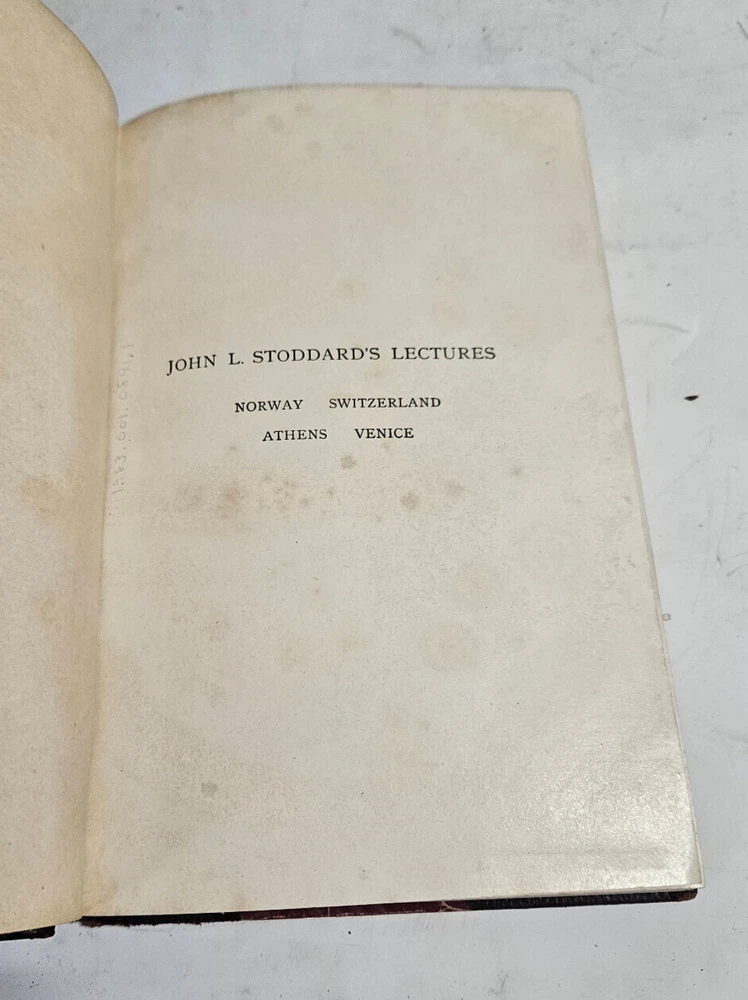 JOHN L. STODDARD'S LECTURES
NORWAY SWITZERLAND
ATHENS VENICE